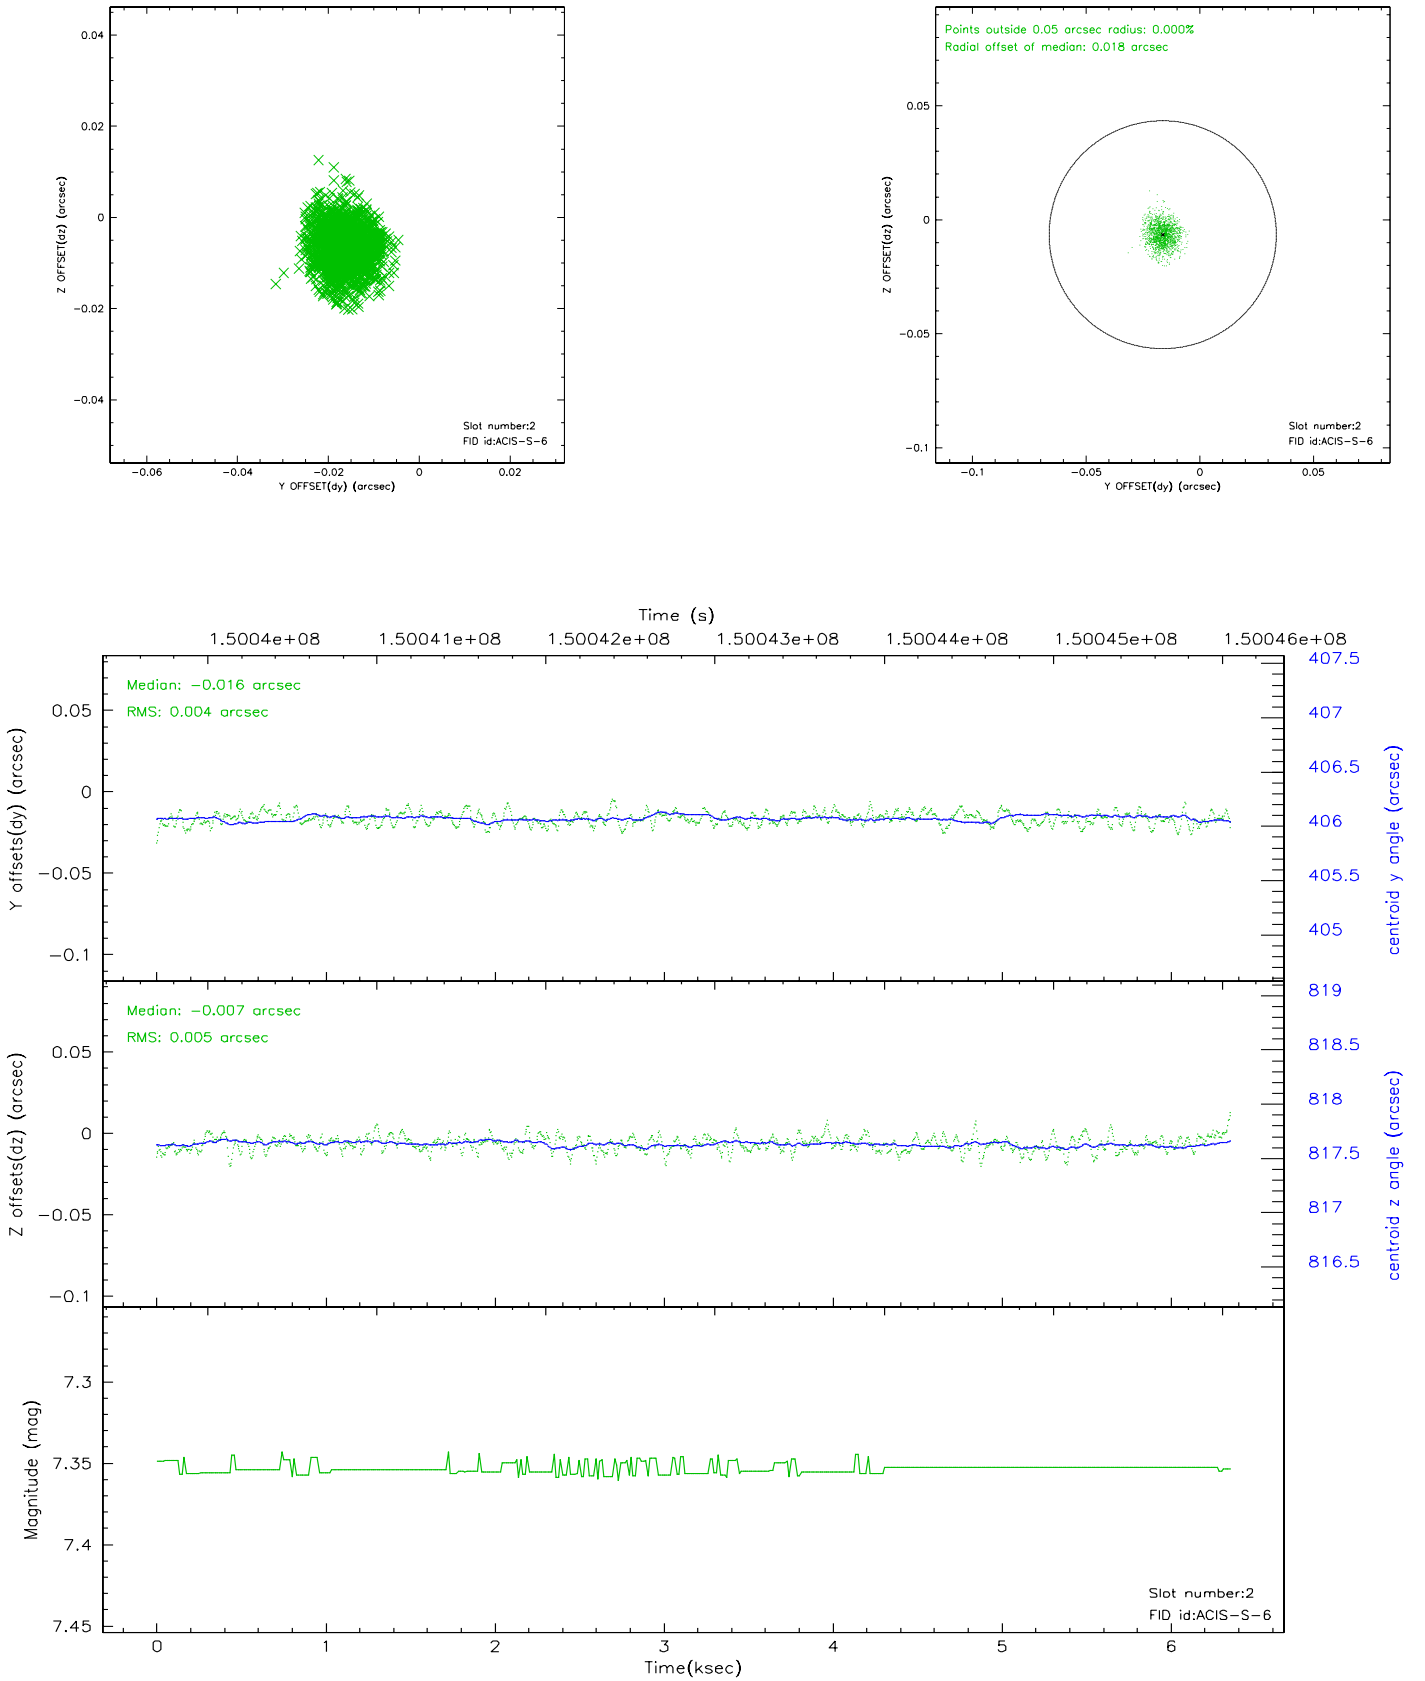 0.04
0.02
0
-0.02
-0.04
Z OFFSET(dz) (arcsec)
Slot number:2
FID id:ACIS-S-6
-0.06
-0.04
-0.02
0
0.02
Y OFFSET(dy) (arcsec)
Points outside 0.05 arcsec radius: 0.000%
Radial offset of median: 0.018 arcsec
0.05
0
-0.05
-0.1
Z OFFSET(dz) (arcsec)
Slot number:2
FID id:ACIS-S-6
-0.1
-0.05
0
0.05
Y OFFSET(dy) (arcsec)
Time (s)
1.5004e+08
1.50041e+08
1.50042e+08
1.50043e+08
1.50044e+08
1.50045e+08
1.50046e+08
Median: -0.016 arcsec
RMS: 0.004 arcsec
0.05
0
-0.05
-0.1
Y offsets(dy) (arcsec)
407.5
407
406.5
406
405.5
405
centroid y angle (arcsec)
Median: -0.007 arcsec
RMS: 0.005 arcsec
0.05
0
-0.05
-0.1
Z offsets(dz) (arcsec)
819
818.5
818
817.5
817
816.5
centroid z angle (arcsec)
7.3
7.35
7.4
7.45
Magnitude (mag)
Slot number:2
FID id:ACIS-S-6
0
1
2
3
4
5
6
Time(ksec)